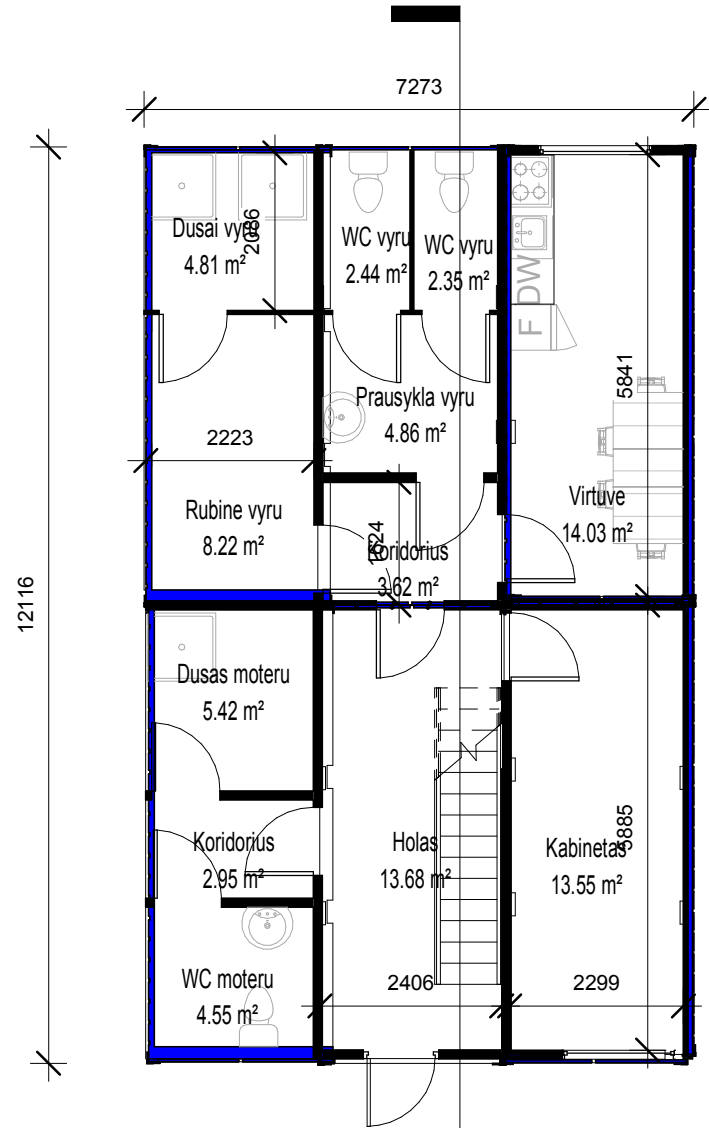 7273
12116
Dusai vyru
4.81 m²
2086
WC vyru
2.44 m²
WC vyru
2.35 m²
DW
F
5841
Prausykla vyru
4.86 m²
2223
Rubine vyru
8.22 m²
1624
Koridorius
3.62 m²
Virtuve
14.03 m²
Dusas moteru
5.42 m²
Koridorius
2.95 m²
Holas
13.68 m²
5885
Kabinetas
13.55 m²
WC moteru
4.55 m²
2406
2299